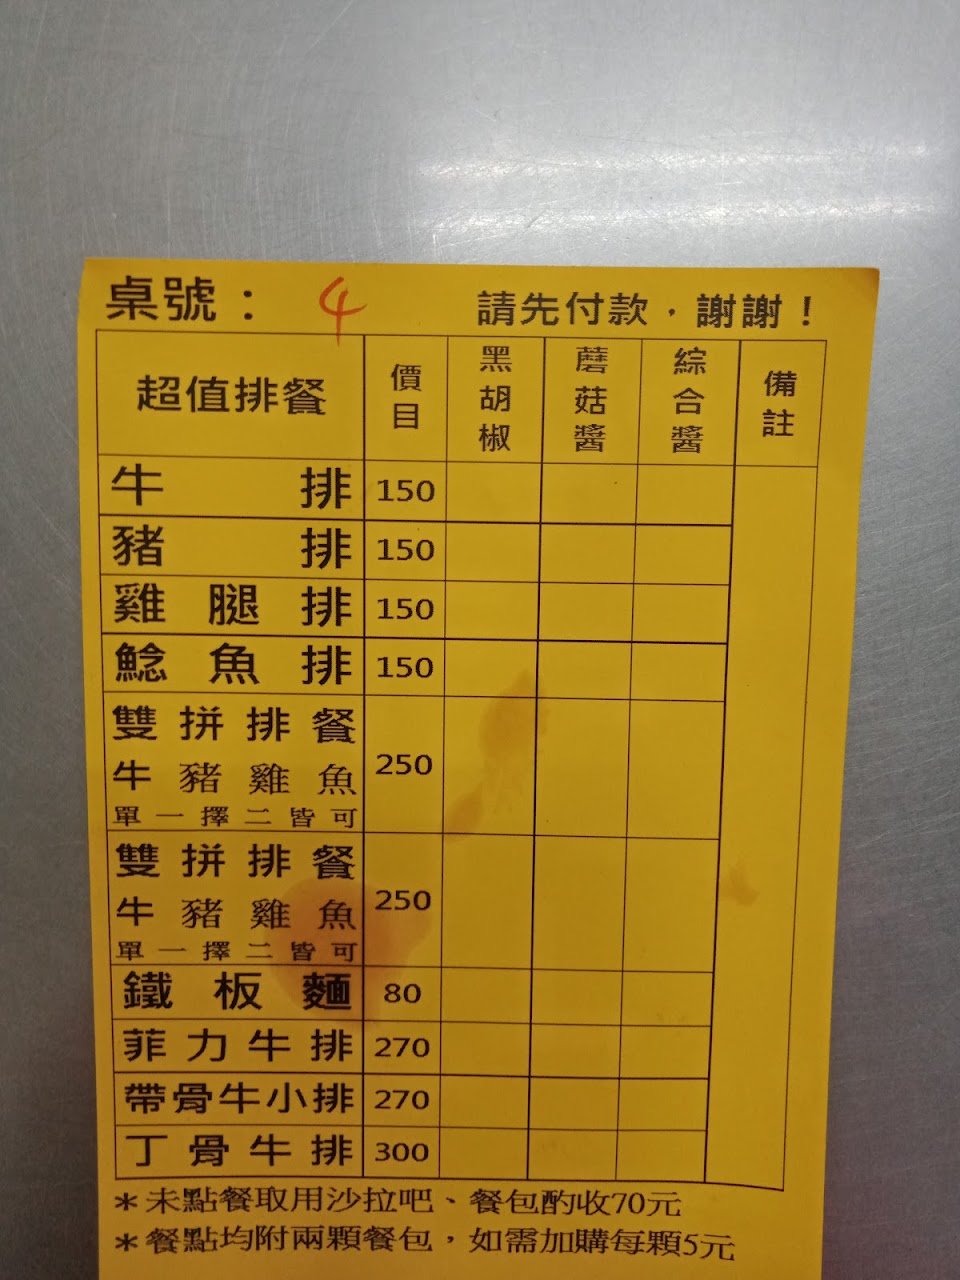 桌號： 4 請先付款，謝謝！
超值排餐 價目 黑胡椒 蘑菇醬 綜合醬 備註
牛排 150
豬排 150
雞腿排 150
鯰魚排 150
雙拼排餐
牛豬雞魚 250
單一擇二皆可
雙拼排餐
牛豬雞魚 250
單一擇二皆可
鐵板麵 80
菲力牛排 270
帶骨牛小排 270
丁骨牛排 300
＊未點餐取用沙拉吧、餐包酌收70元
＊餐點均附兩顆餐包，如需加購每顆5元